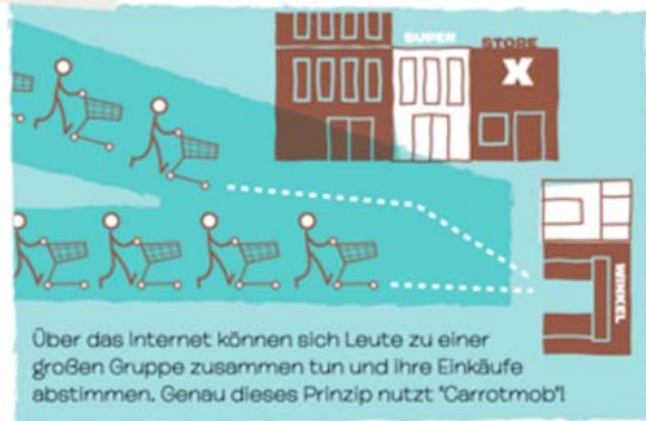 SUPER
STORE
X
WINKEL
Über das Internet können sich Leute zu einer
großen Gruppe zusammen tun und ihre Einkäufe
abstimmen. Genau dieses Prinzip nutzt "Carrotmob"!